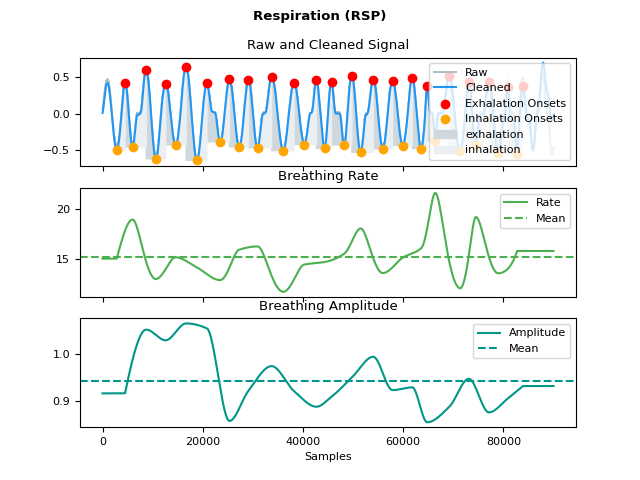 Respiration (RSP)
Raw and Cleaned Signal
0.5
0.0
−0.5
Raw
Cleaned
Exhalation Onsets
Inhalation Onsets
exhalation
inhalation
Breathing Rate
20
15
Rate
Mean
Breathing Amplitude
1.0
0.9
Amplitude
Mean
0 20000 40000 60000 80000
Samples